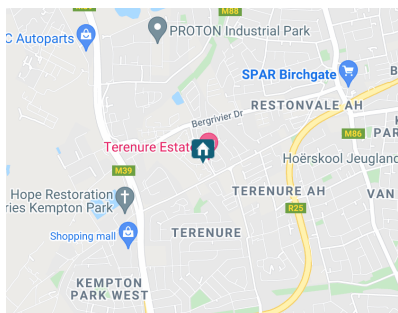 M88
C Autoparts
PROTON Industrial Park
SPAR Birchgate
B
RESTONVALE AH
Bergrivier Dr
M86
K
PAR
Terenure Estate
Hoërskool Jeugland
M39
Hope Restoration
ries Kempton Park
TERENURE AH
VAN
R25
Shopping mall
TERENURE
KEMPTON
PARK WEST